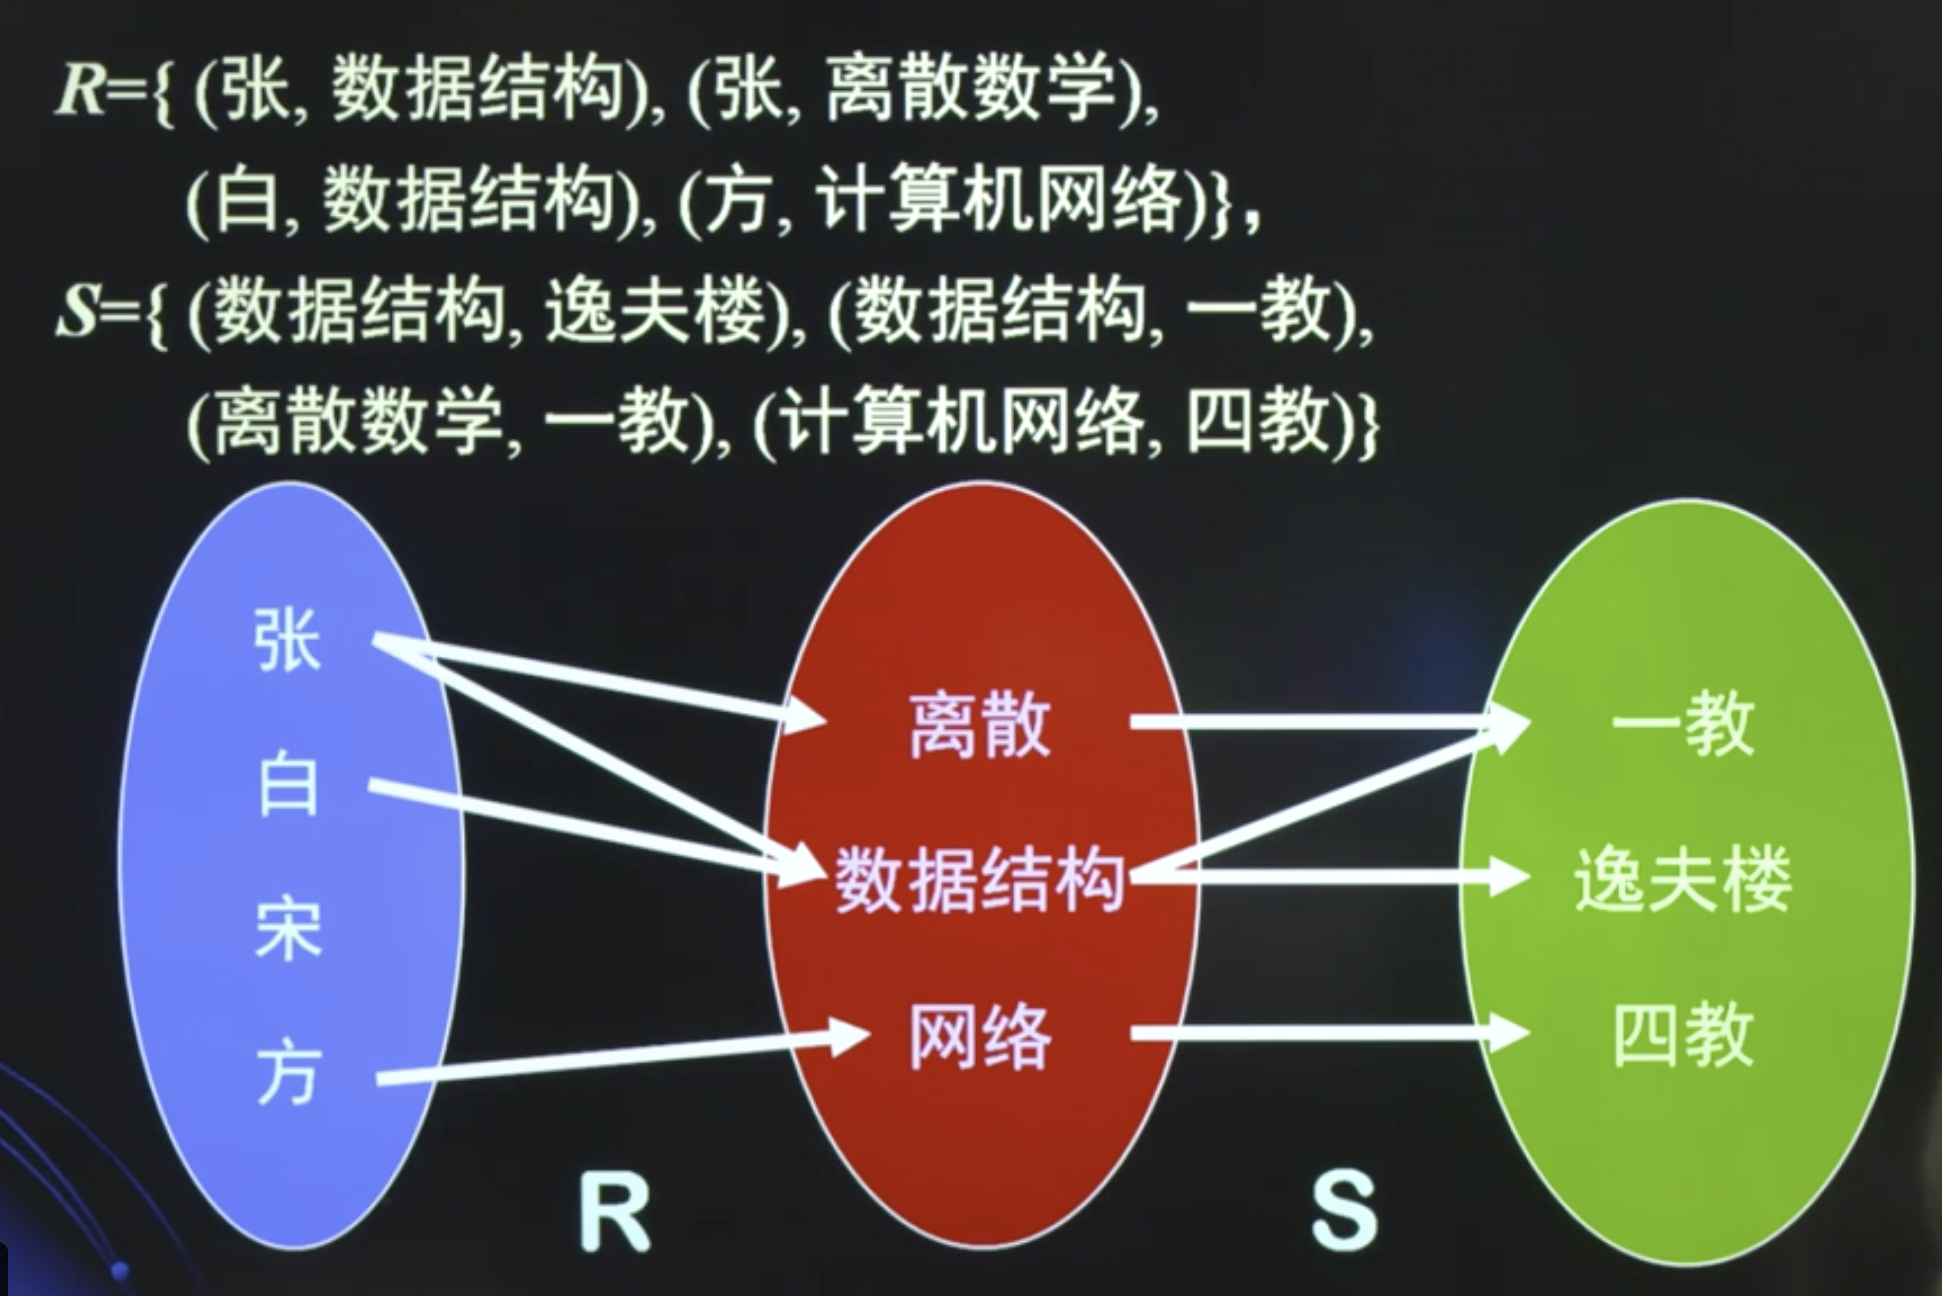 R={ (张, 数据结构), (张, 离散数学),
(白, 数据结构), (方, 计算机网络)},
S={ (数据结构, 逸夫楼), (数据结构, 一教),
(离散数学, 一教), (计算机网络, 四教)}
张
白
宋
方
离散
数据结构
网络
一教
逸夫楼
四教
R
S